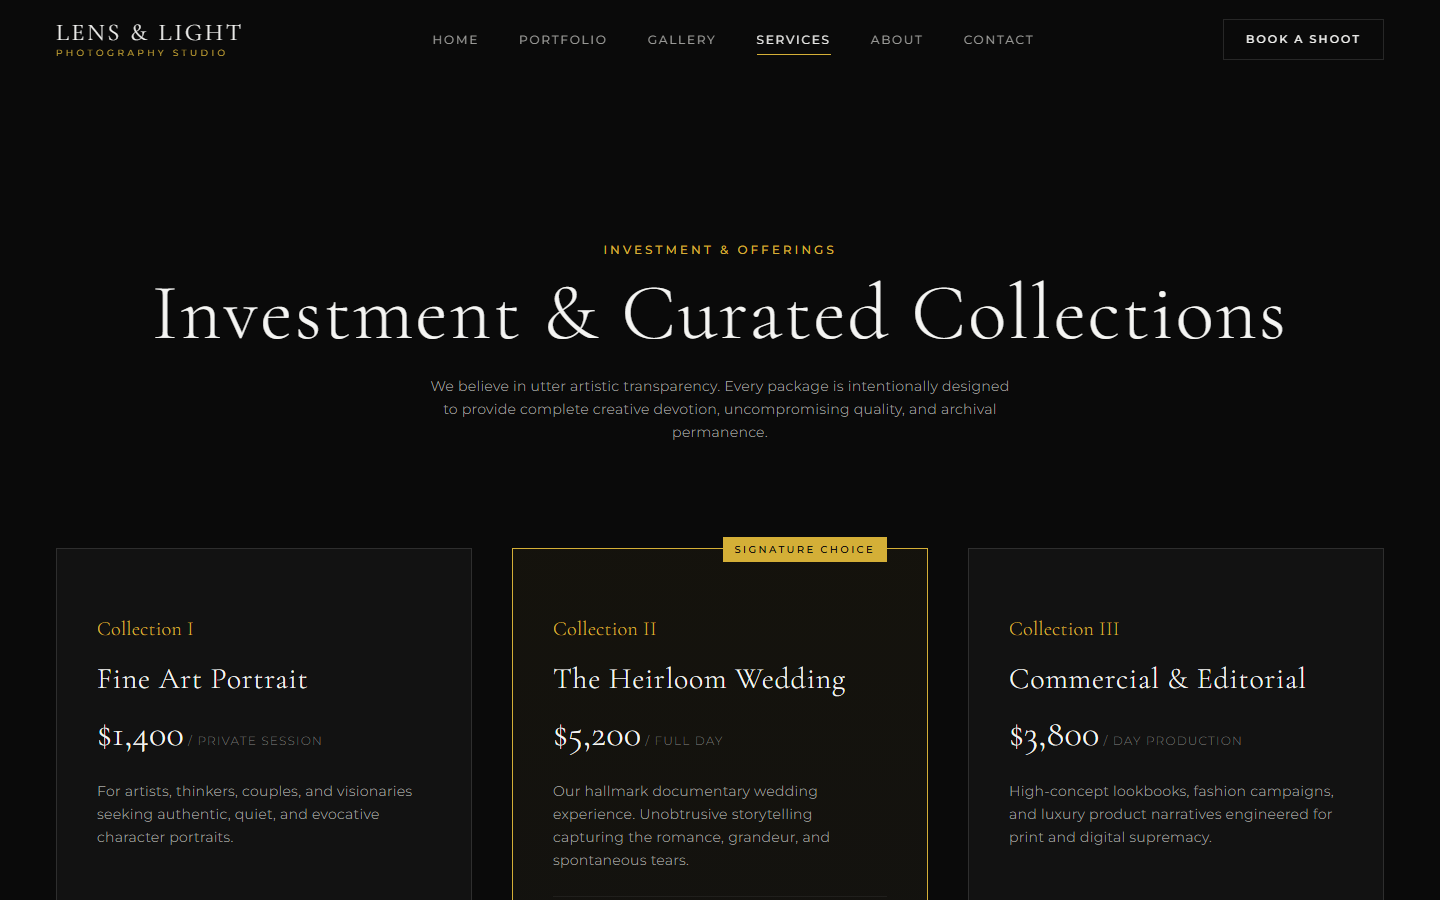 LENS & LIGHT
PHOTOGRAPHY STUDIO
HOME
PORTFOLIO
GALLERY
SERVICES
ABOUT
CONTACT
BOOK A SHOOT
INVESTMENT & OFFERINGS
Investment & Curated Collections
We believe in utter artistic transparency. Every package is intentionally designed
to provide complete creative devotion, uncompromising quality, and archival
permanence.
Collection I
Fine Art Portrait
$1,400 / PRIVATE SESSION
For artists, thinkers, couples, and visionaries
seeking authentic, quiet, and evocative
character portraits.
SIGNATURE CHOICE
Collection II
The Heirloom Wedding
$5,200 / FULL DAY
Our hallmark documentary wedding
experience. Unobtrusive storytelling
capturing the romance, grandeur, and
spontaneous tears.
Collection III
Commercial & Editorial
$3,800 / DAY PRODUCTION
High-concept lookbooks, fashion campaigns,
and luxury product narratives engineered for
print and digital supremacy.